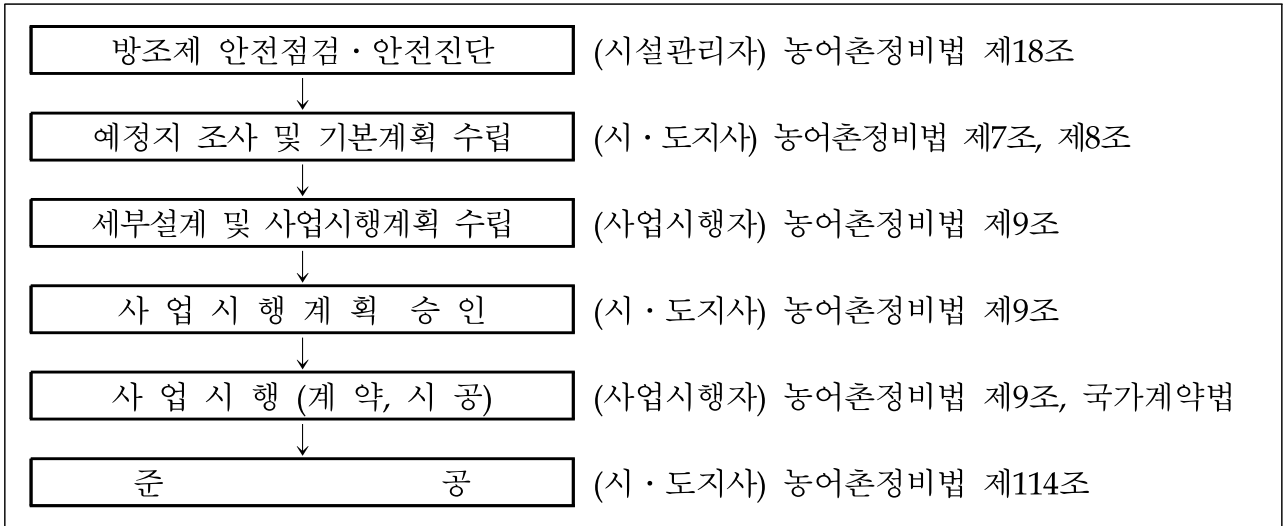 방조제 안전점검·안전진단 (시설관리자) 농어촌정비법 제18조
예정지 조사 및 기본계획 수립 (시·도지사) 농어촌정비법 제7조, 제8조
세부설계 및 사업시행계획 수립 (사업시행자) 농어촌정비법 제9조
사 업 시 행 계 획 승 인 (시·도지사) 농어촌정비법 제9조
사 업 시 행 (계 약, 시 공) (사업시행자) 농어촌정비법 제9조, 국가계약법
준 공 (시·도지사) 농어촌정비법 제114조